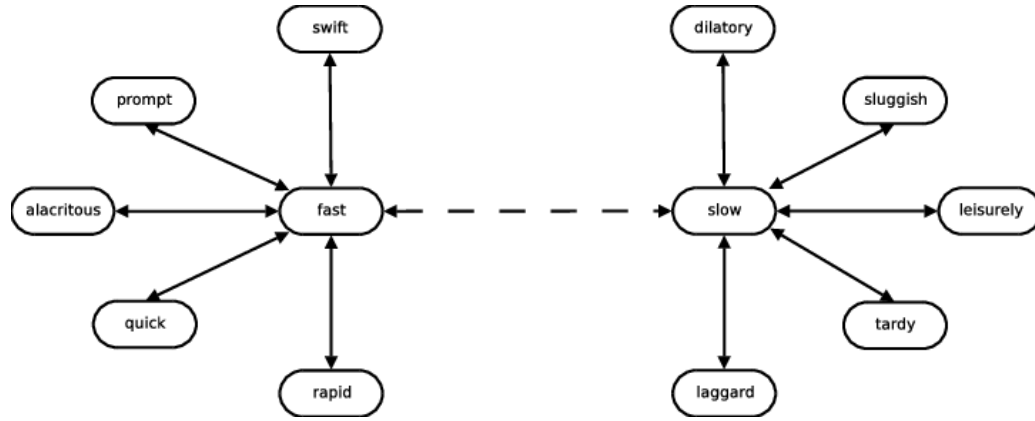 swift
dilatory
prompt
sluggish
alacritous
fast
slow
leisurely
quick
tardy
rapid
laggard